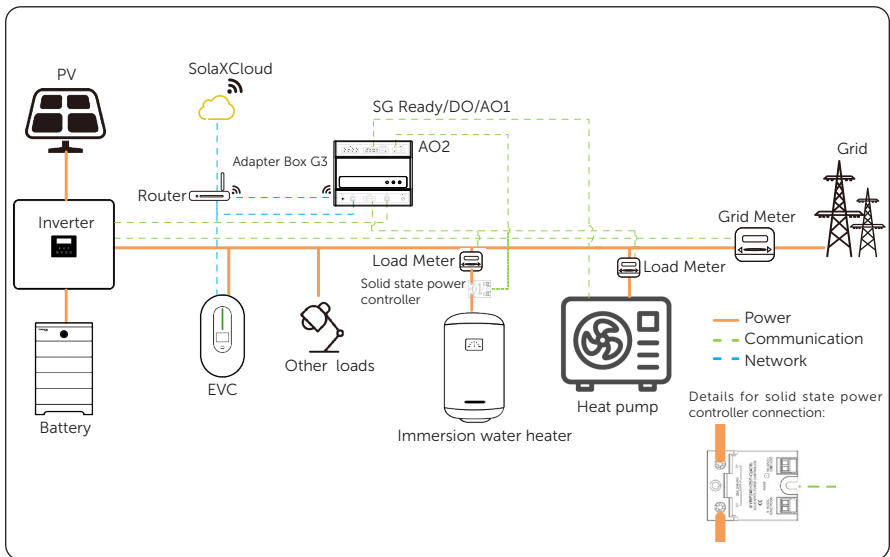 SolaXCloud
PV
SG Ready/DO/AO1
AO2
Adapter Box G3
Grid
Router
Inverter
Grid Meter
Load Meter
Load Meter
Solid state power
controller
Power
Communication
Network
EVC
Other loads
Heat pump
Details for solid state power
controller connection:
Battery
Immersion water heater